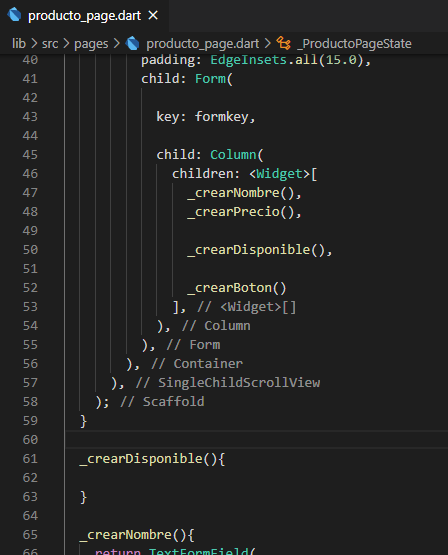 producto_page.dart ×
lib > src > pages > producto_page.dart > _ProductoPageState
40 padding: EdgeInsets.all(15.0),
41 child: Form(
42
43 key: formkey,
44
45 child: Column(
46 children: <Widget>[
47 _crearNombre(),
48 _crearPrecio(),
49
50 _crearDisponible(),
51
52 _crearBoton()
53 ], // <Widget>[]
54 ), // Column
55 ), // Form
56 ), // Container
57 ), // SingleChildScrollView
58 ); // Scaffold
59 }
60
61 _crearDisponible(){
62
63 }
64
65 _crearNombre(){
66 return TextFormField(